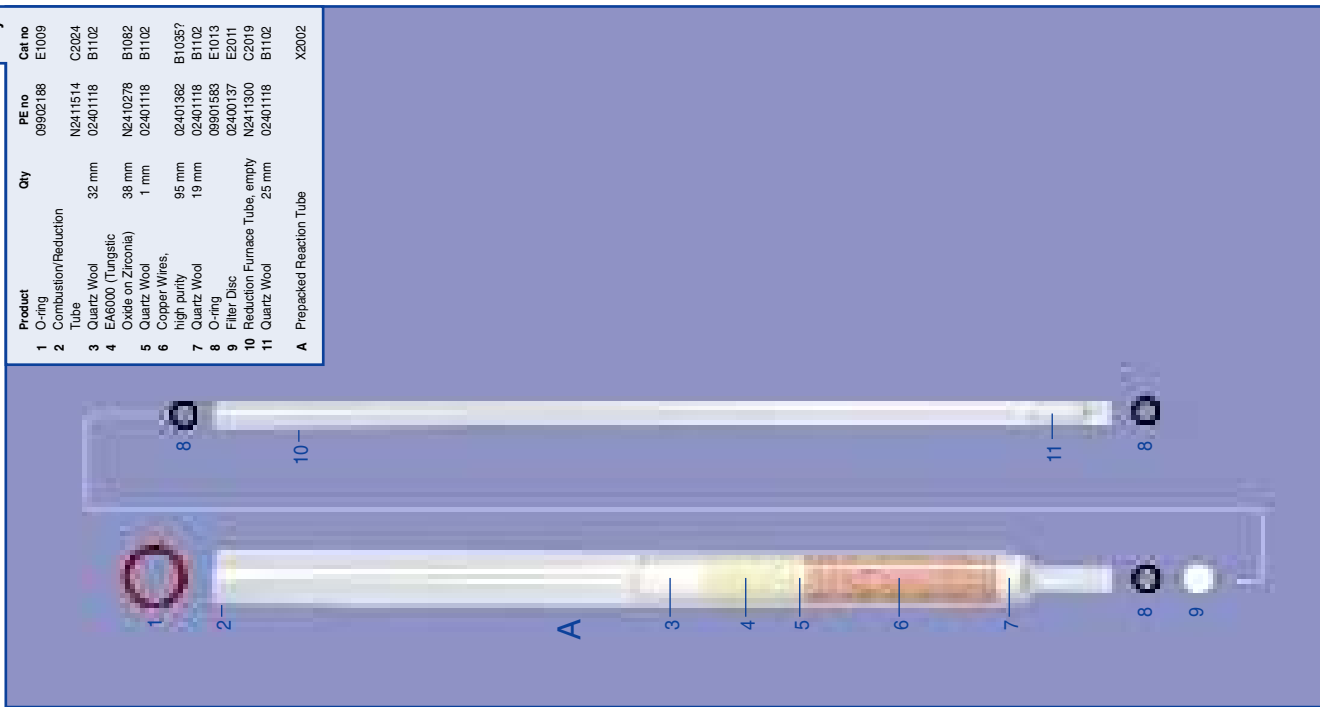 Product Qty PE no Cat no
1 O-ring 09902188 E1009
2 Combustion/Reduction
Tube N2411514 C2024
3 Quartz Wool 32 mm 02401118 B1102
4 EA6000 (Tungstic
Oxide on Zirconia) 38 mm N2410278 B1082
5 Quartz Wool 1 mm 02401118 B1102
6 Copper Wires,
high purity 95 mm 02401362 B1035?
7 Quartz Wool 19 mm 02401118 B1102
8 O-ring 09901583 E1013
9 Filter Disc 02400137 E2011
10 Reduction Furnace Tube, empty N2411300 C2019
11 Quartz Wool 25 mm 02401118 B1102
A Prepacked Reaction Tube X2002
8
10
11
8
1
2
A
3
4
5
6
7
8
9